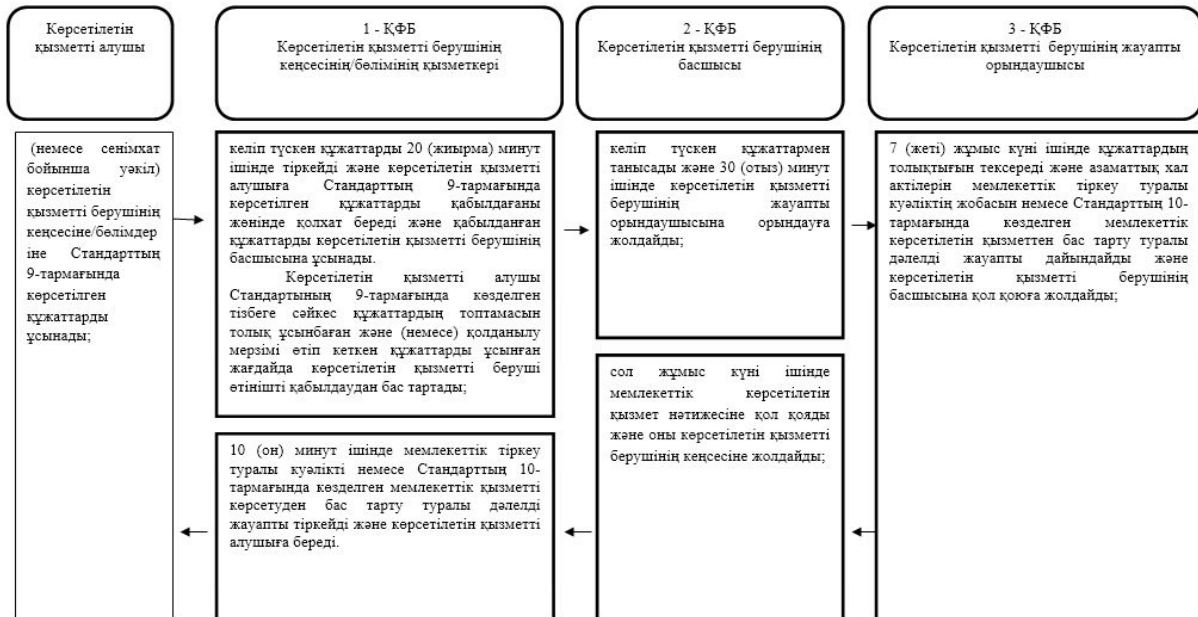 Көрсетілетін
қызметті алушы
1 - ҚФБ
Көрсетілетін қызметті берушінің
кеңсесінің/бөлімінің қызметкері
2 - ҚФБ
Көрсетілетін қызметті берушінің
басшысы
3 - ҚФБ
Көрсетілетін қызметті берушінің жауапты
орындаушысы
(немесе сенімхат
бойынша уәкіл)
көрсетілетін
қызметті берушінің
кеңсесіне/бөлімдер
іне Стандарттың
9-тармағында
көрсетілген
құжаттарды
ұсынады;
келіп түскен құжаттарды 20 (жиырма) минут
ішінде тіркейді және көрсетілетін қызметті
алушыға Стандарттың 9-тармағында
көрсетілген құжаттарды қабылдағаны
жөнінде қолхат береді және қабылданған
құжаттарды көрсетілетін қызметті берушінің
басшысына ұсынады.
Көрсетілетін қызметті алушы
Стандартының 9-тармағында көзделген
тізбеге сәйкес құжаттардың топтамасын
толық ұсынбаған және (немесе) қолданылу
мерзімі өтіп кеткен құжаттарды ұсынған
жағдайда көрсетілетін қызметті беруші
өтінішті қабылдаудан бас тартады;
10 (он) минут ішінде мемлекеттік тіркеу
туралы куәлікті немесе Стандарттың 10-
тармағында көзделген мемлекеттік қызметті
көрсетуден бас тарту туралы дәлелді
жауапты тіркейді және көрсетілетін қызметті
алушыға береді.
келіп түскен құжаттармен
танысады және 30 (отыз) минут
ішінде көрсетілетін қызметті
берушінің жауапты
орындаушысына орындауға
жолдайды;
сол жұмыс күні ішінде
мемлекеттік көрсетілетін
қызмет нәтижесіне қол қояды
және оны көрсетілетін қызметті
берушінің кеңсесіне жолдайды;
7 (жеті) жұмыс күні ішінде құжаттардың
толықтығын тексереді және азаматтық хал
актілерін мемлекеттік тіркеу туралы
куәліктің жобасын немесе Стандарттың 10-
тармағында көзделген мемлекеттік
көрсетілетін қызметтен бас тарту туралы
дәлелді жауапты дайындайды және
көрсетілетін қызметті берушінің
басшысына қол қоюға жолдайды;